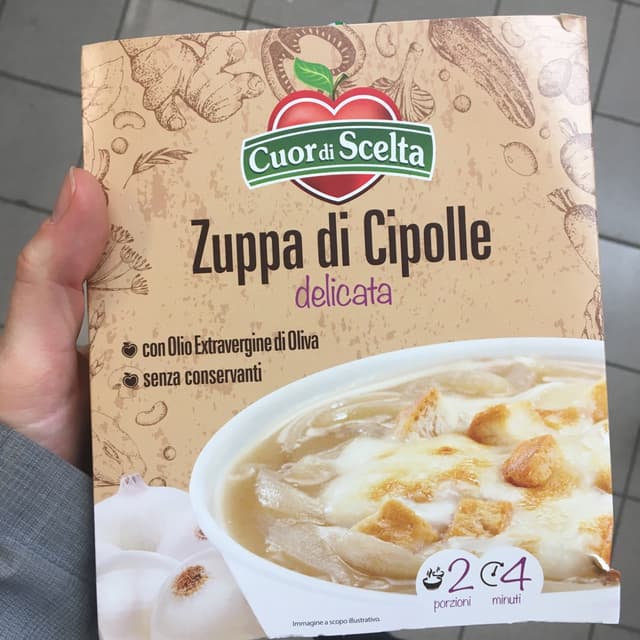 Cuor di Scelta
Zuppa di Cipolle
delicata
con Olio Extravergine di Oliva
senza conservanti
2 4
porzioni minuti
Immagine a scopo illustrativo.